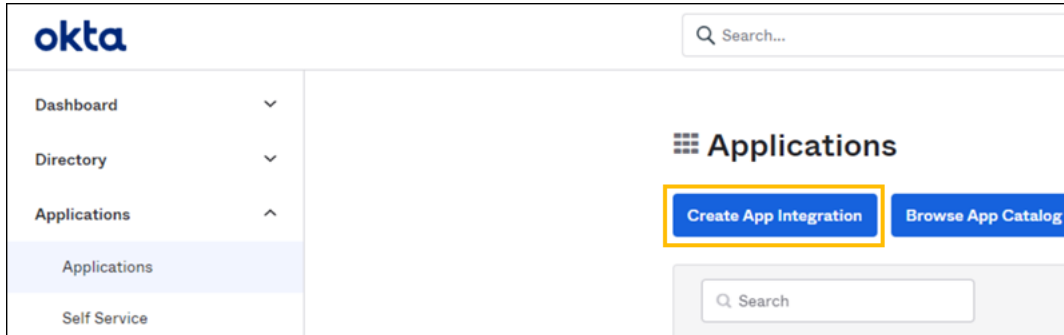 okta
Search...
Dashboard
Directory
Applications
Applications
Self Service
Applications
Create App Integration
Browse App Catalog
Search